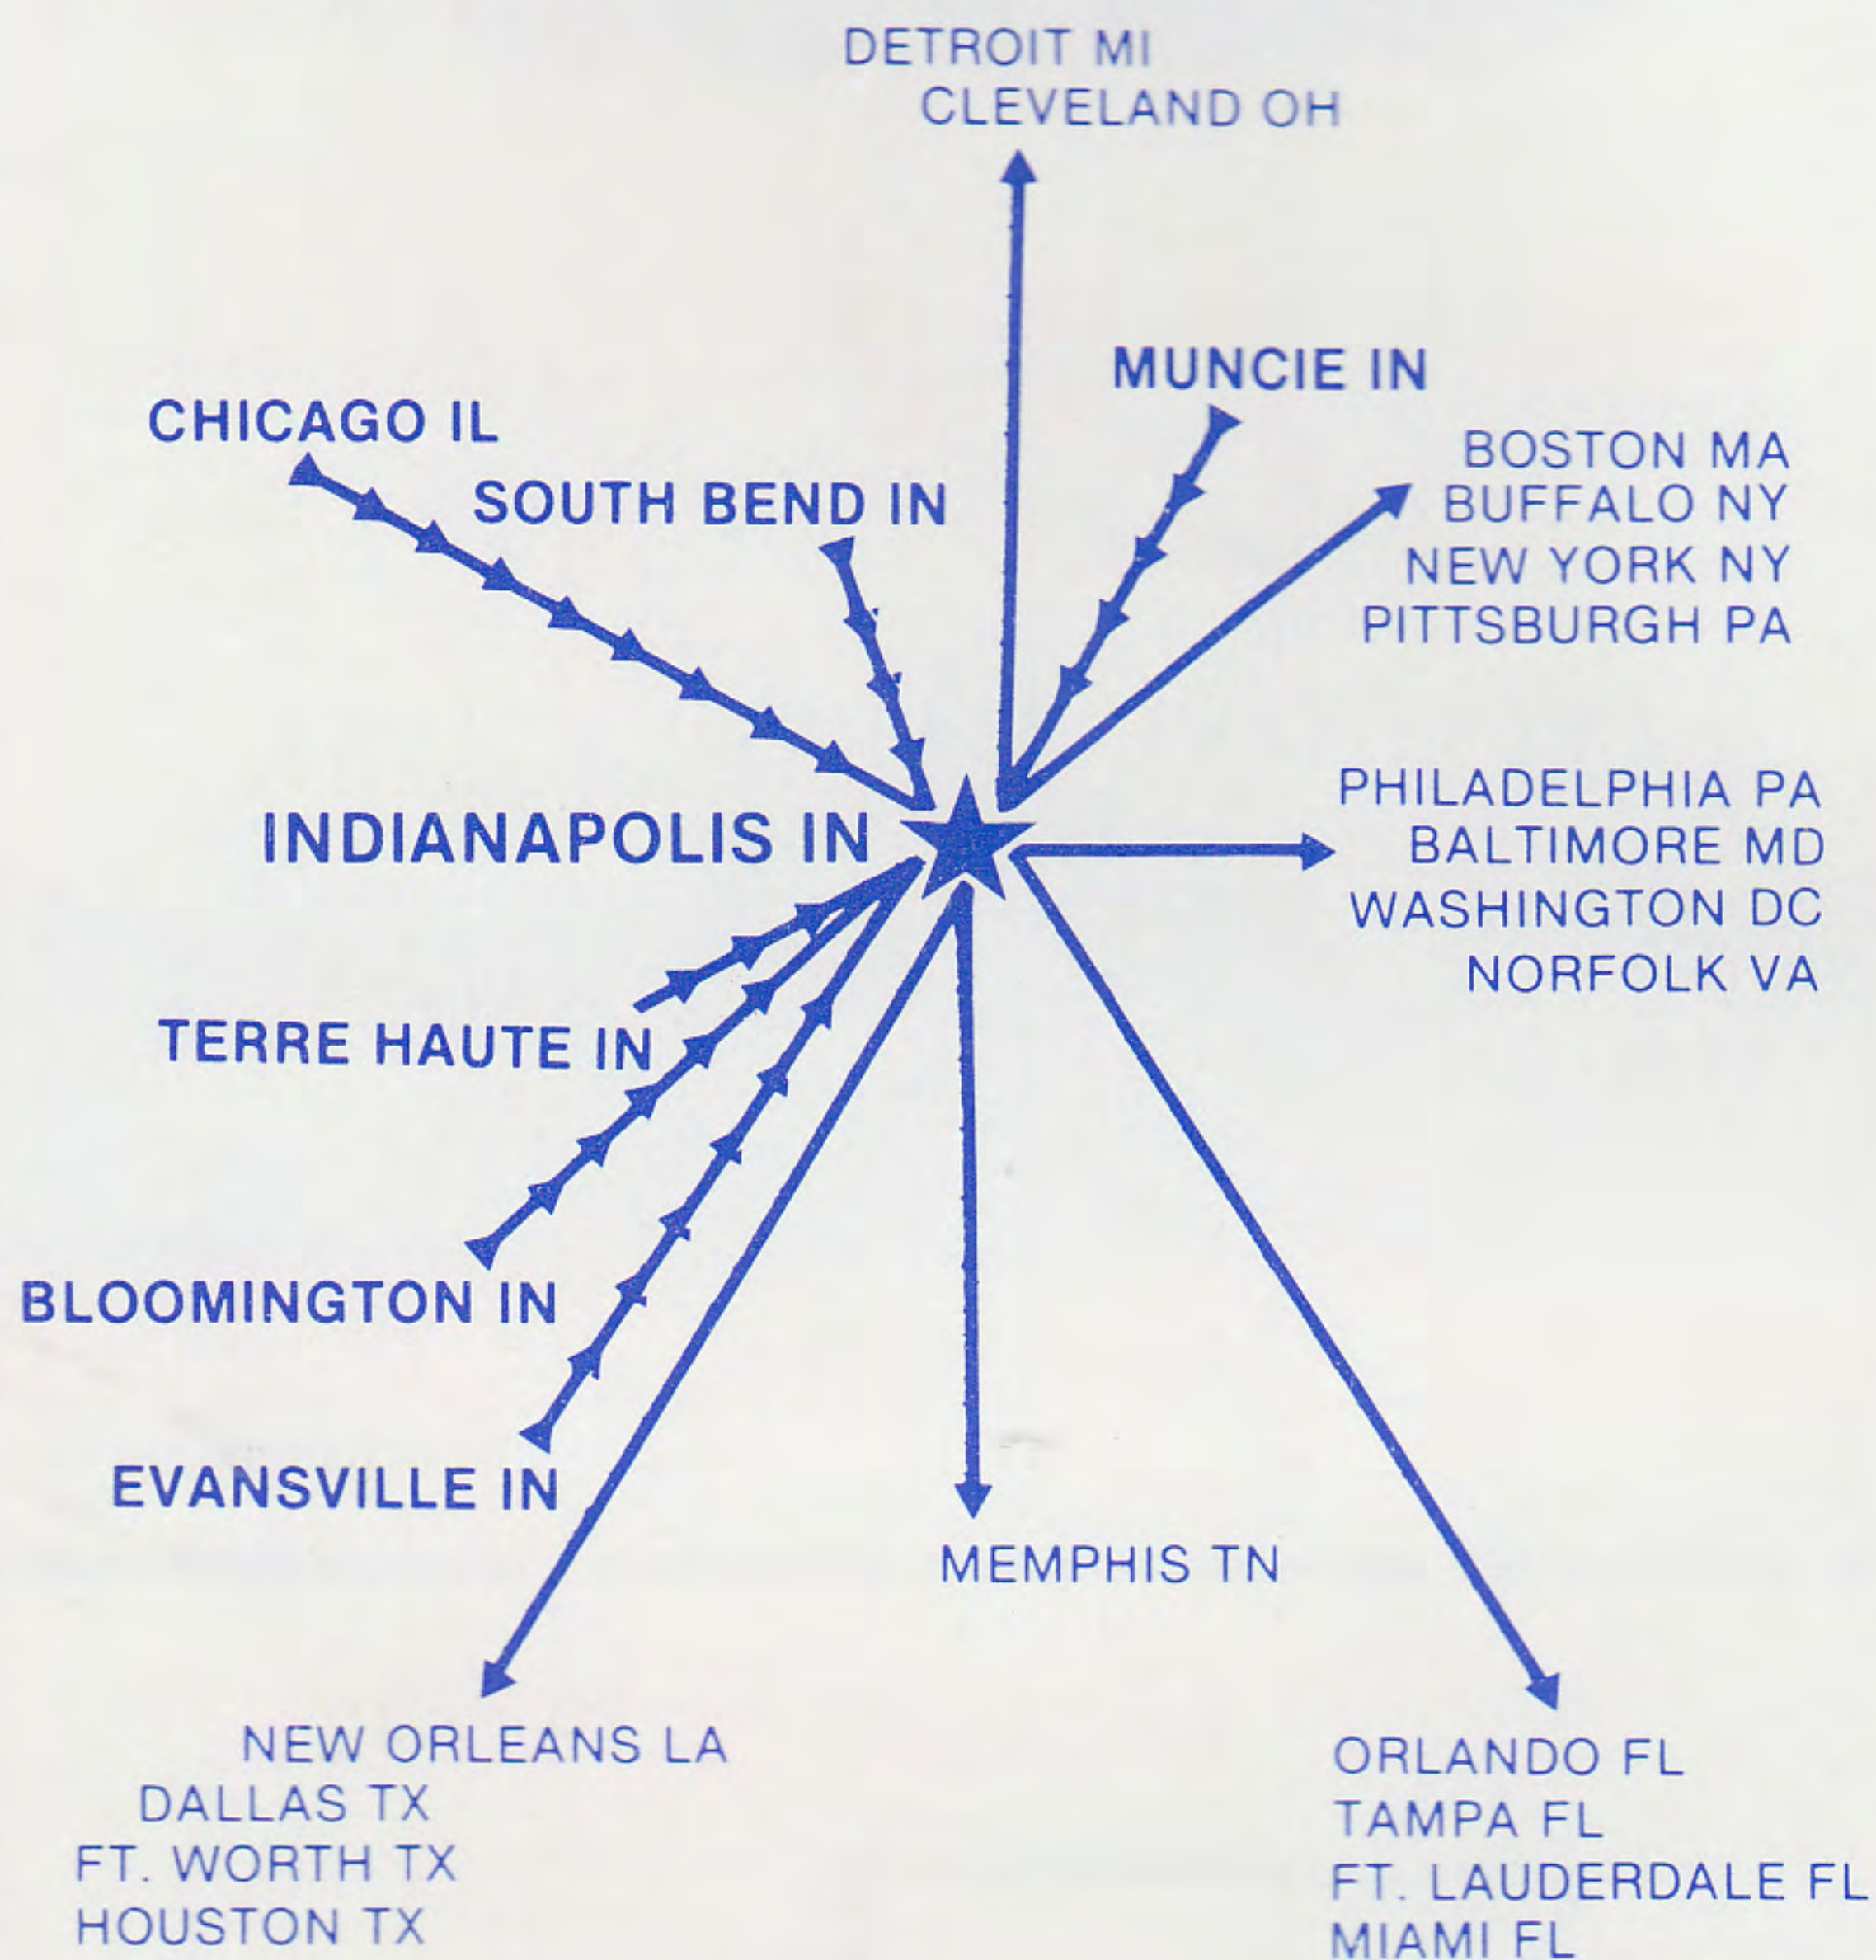 DETROIT MI
CLEVELAND OH
MUNCIE IN
CHICAGO IL
SOUTH BEND IN
BOSTON MA
BUFFALO NY
NEW YORK NY
PITTSBURGH PA
INDIANAPOLIS IN
PHILADELPHIA PA
BALTIMORE MD
WASHINGTON DC
NORFOLK VA
TERRE HAUTE IN
BLOOMINGTON IN
EVANSVILLE IN
MEMPHIS TN
NEW ORLEANS LA
DALLAS TX
FT. WORTH TX
HOUSTON TX
ORLANDO FL
TAMPA FL
FT. LAUDERDALE FL
MIAMI FL